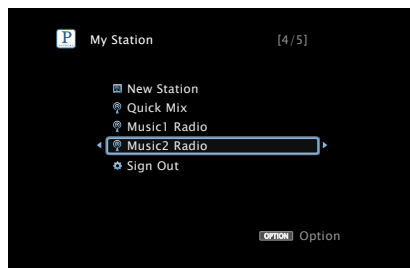 P
My Station [4/5]
New Station
Quick Mix
Music1 Radio
Music2 Radio
Sign Out
OPTION Option